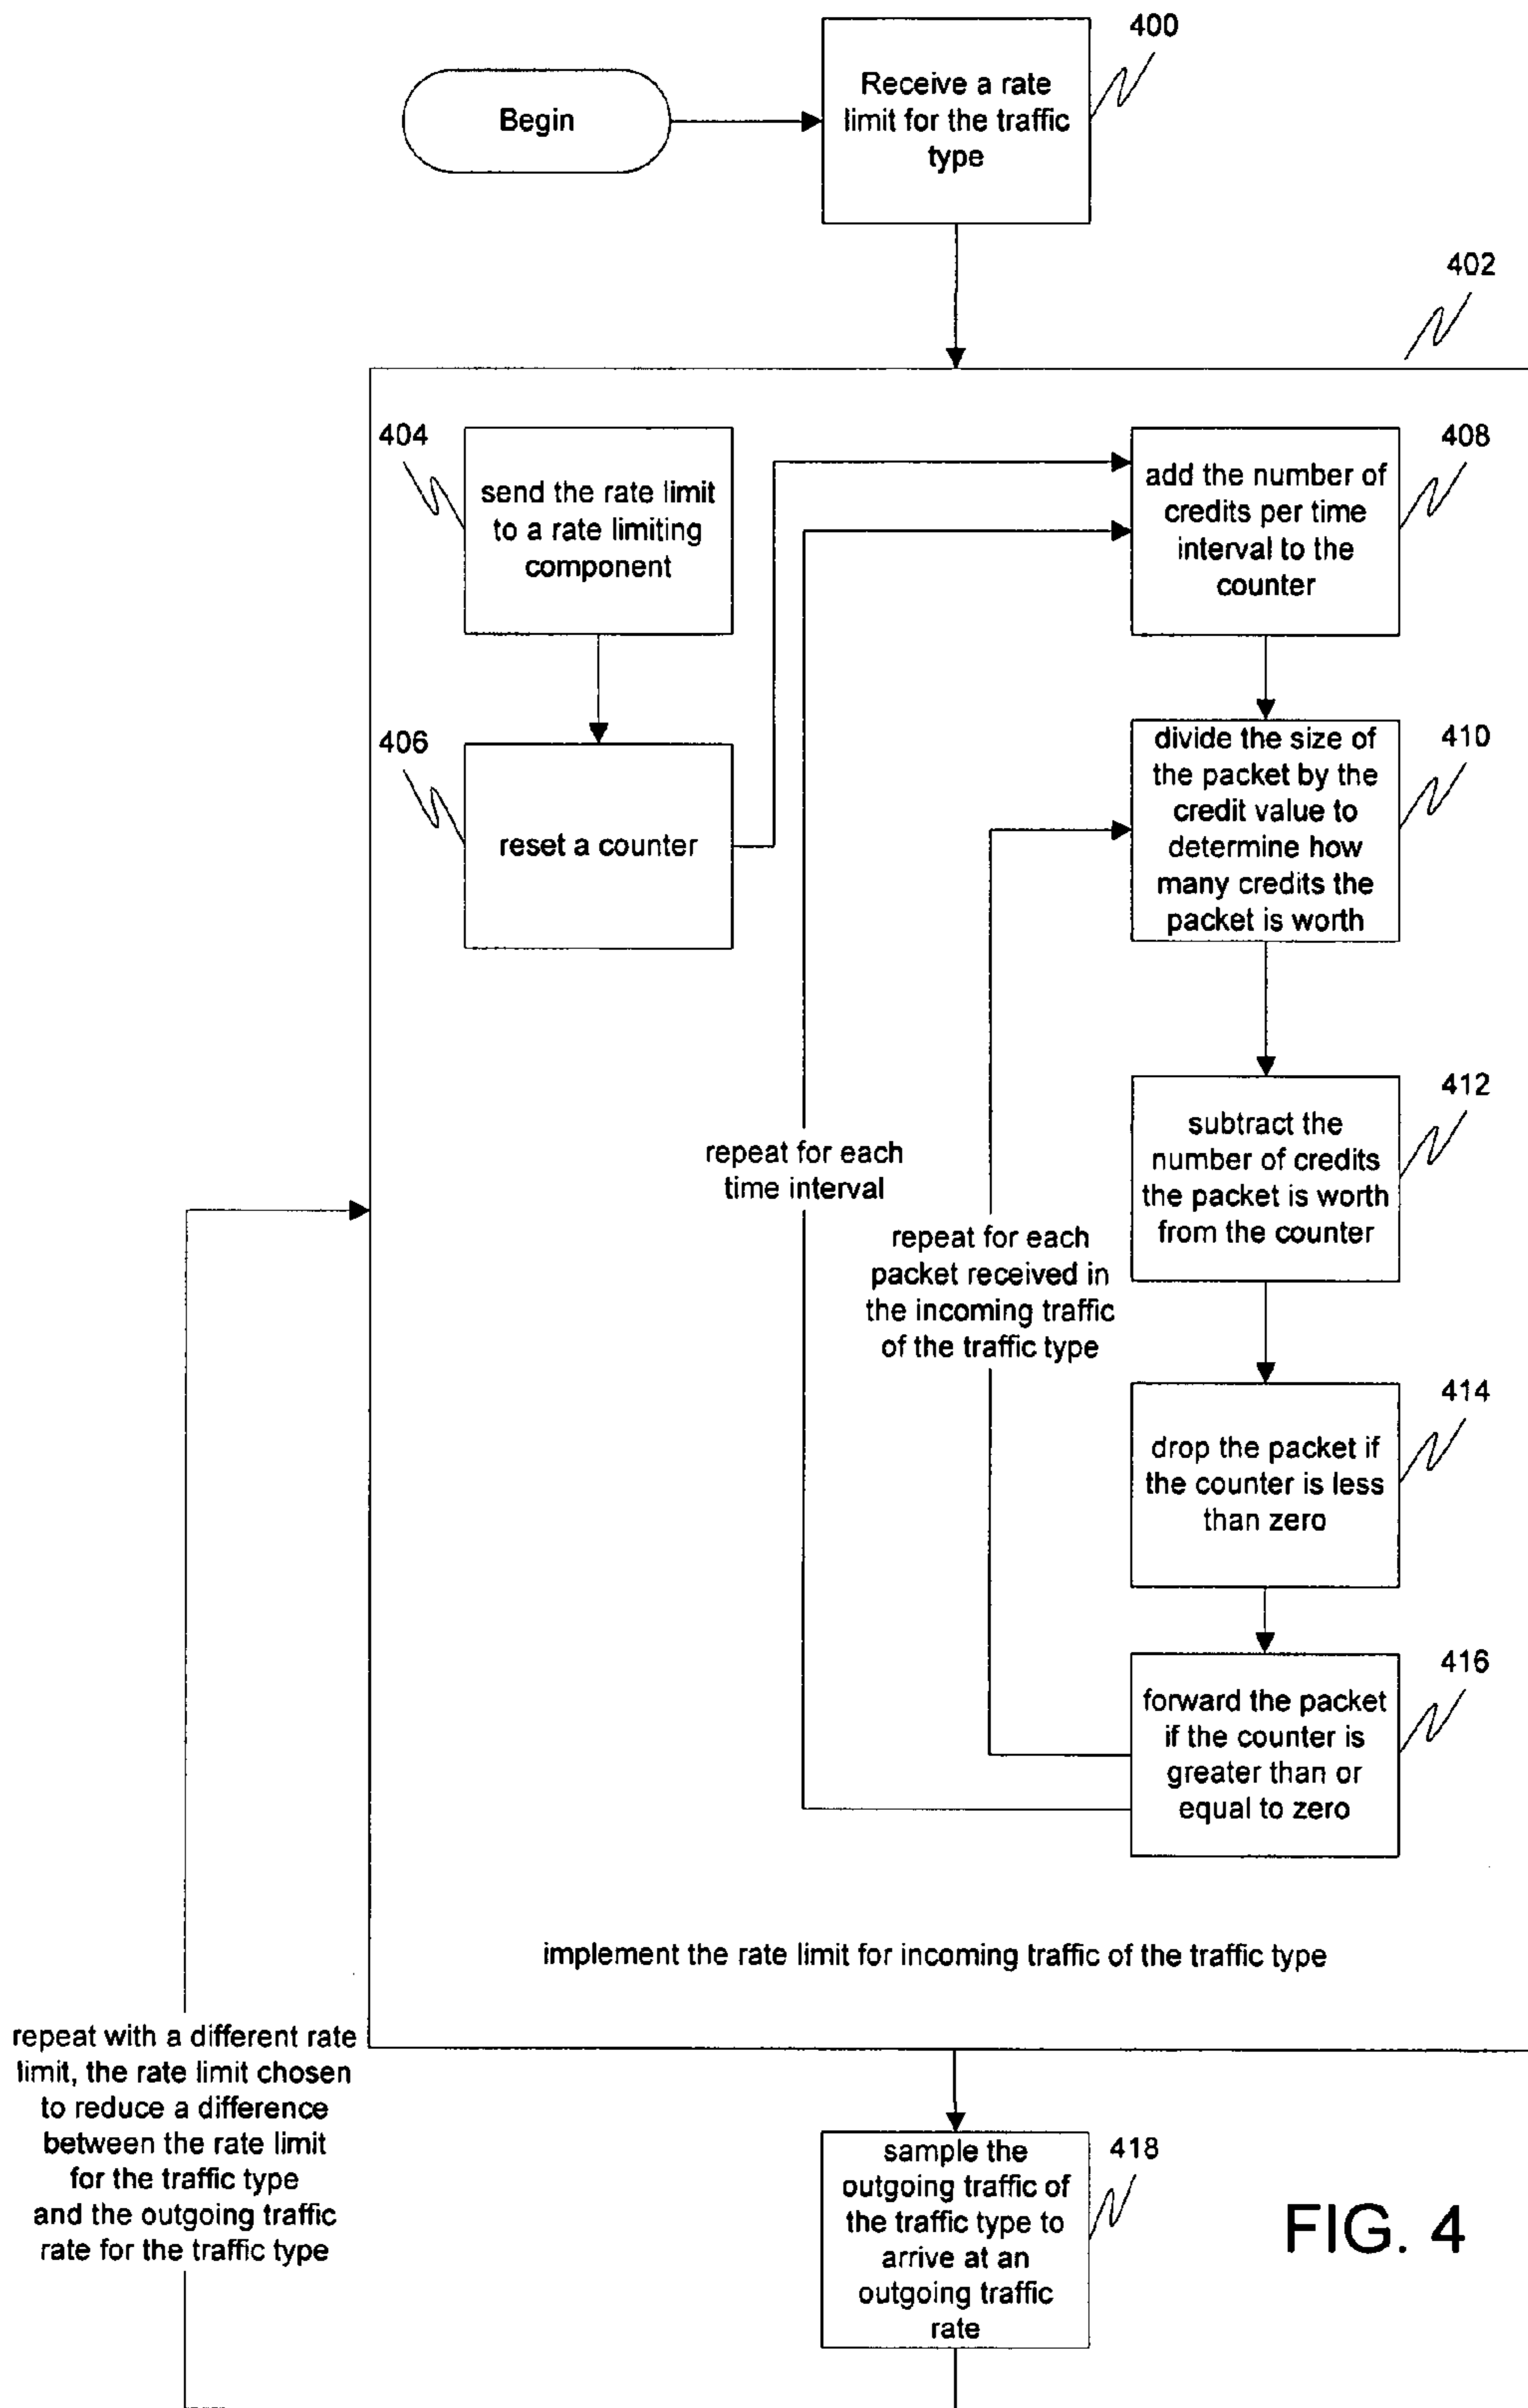 400
Begin
Receive a rate
limit for the traffic
type
402
404
send the rate limit
to a rate limiting
component
406
reset a counter
408
add the number of
credits per time
interval to the
counter
410
divide the size of
the packet by the
credit value to
determine how
many credits the
packet is worth
412
subtract the
number of credits
the packet is worth
from the counter
repeat for each
time interval
repeat for each
packet received in
the incoming traffic
of the traffic type
414
drop the packet if
the counter is less
than zero
416
forward the packet
if the counter is
greater than or
equal to zero
implement the rate limit for incoming traffic of the traffic type
repeat with a different rate
limit, the rate limit chosen
to reduce a difference
between the rate limit
for the traffic type
and the outgoing traffic
rate for the traffic type
418
sample the
outgoing traffic of
the traffic type to
arrive at an
outgoing traffic
rate
FIG. 4